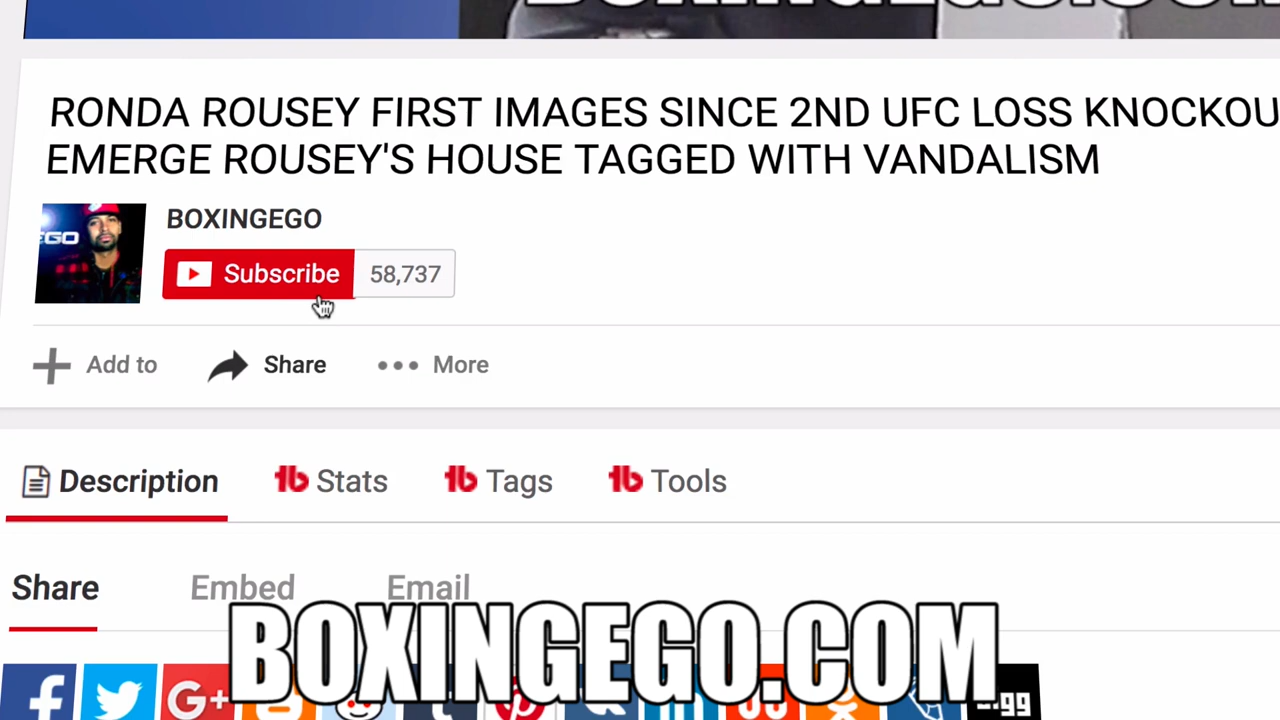 RONDA ROUSEY FIRST IMAGES SINCE 2ND UFC LOSS
EMERGE ROUSEY'S HOUSE TAGGED WITH VANDALISM
BOXINGEGO
Subscribe 58,737
Add to Share More
Description Stats Tags Tools
Share Embed Email
BOXINGEGO.COM